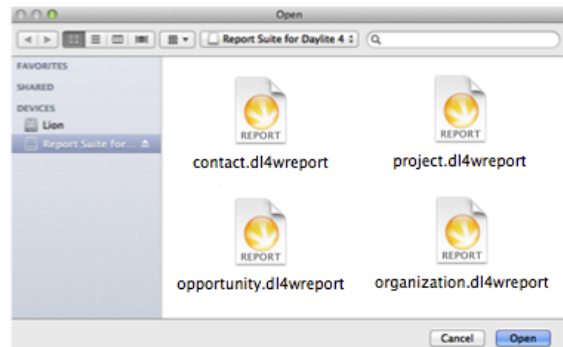 Open
Report Suite for Daylite 4
FAVORITES
SHARED
DEVICES
Lion
Report Suite for...
REPORT
contact.dl4wreport
REPORT
project.dl4wreport
REPORT
opportunity.dl4wreport
REPORT
organization.dl4wreport
Cancel
Open